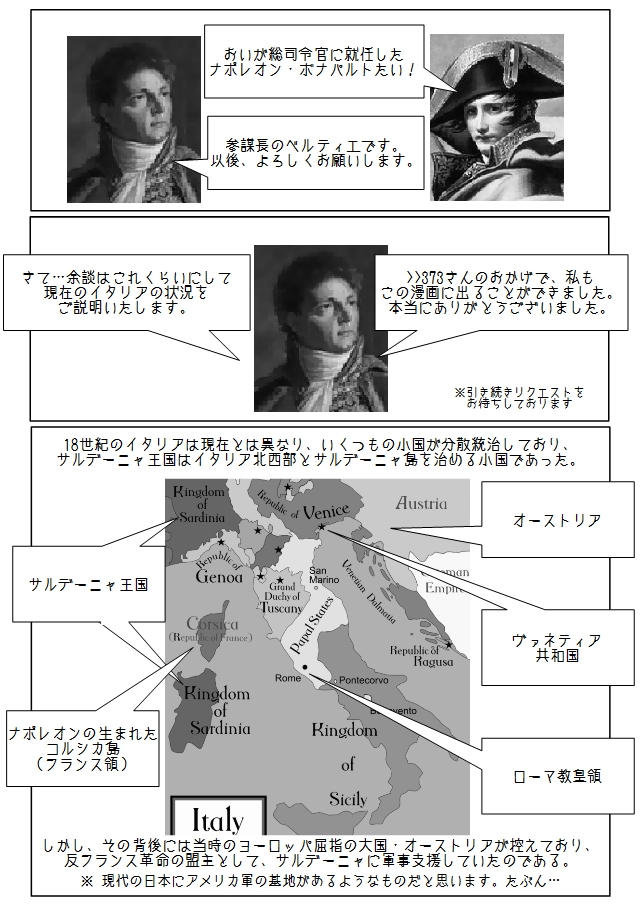 おいが総司令官に就任した
ナポレオン・ボナパルトたい!
参謀長のベルティエです。
以後、よろしくお願いします。
>>373さんのおかげで、私も
この漫画に出ることができました。
本当にありがとうございました。
さて…余談はこれくらいにして
現在のイタリアの状況を
ご説明いたします。
※引き続きリクエストを
お待ちしております
18世紀のイタリアは現在とは異なり、いくつもの小国が分散統治しており、
サルデーニャ王国はイタリア北西部とサルデーニャ島を治める小国であった。
Kingdom
of
Sardinia
Republic of Venice
Austria
オーストリア
Republic of
Genoa
サルデーニャ王国
San
Marino
Grand
Duchy of
Tuscany
Venetian Dalmatia
oman
Empir
Corsica
(Republic of France)
Papal States
Republic of
Ragusa
ヴェネティア
共和国
Rome
Pontecorvo
Kingdom
of
Sardinia
Be
vento
ナポレオンの生まれた
コルシカ島
(フランス領)
Kingdom
of
Sicily
ローマ教皇領
Italy
しかし、その背後には当時のヨーロッパ屈指の大国・オーストリアが控えており、
反フランス革命の盟主として、サルデーニャに軍事支援していたのである。
※ 現代の日本にアメリカ軍の基地があるようなものだと思います。たぶん…